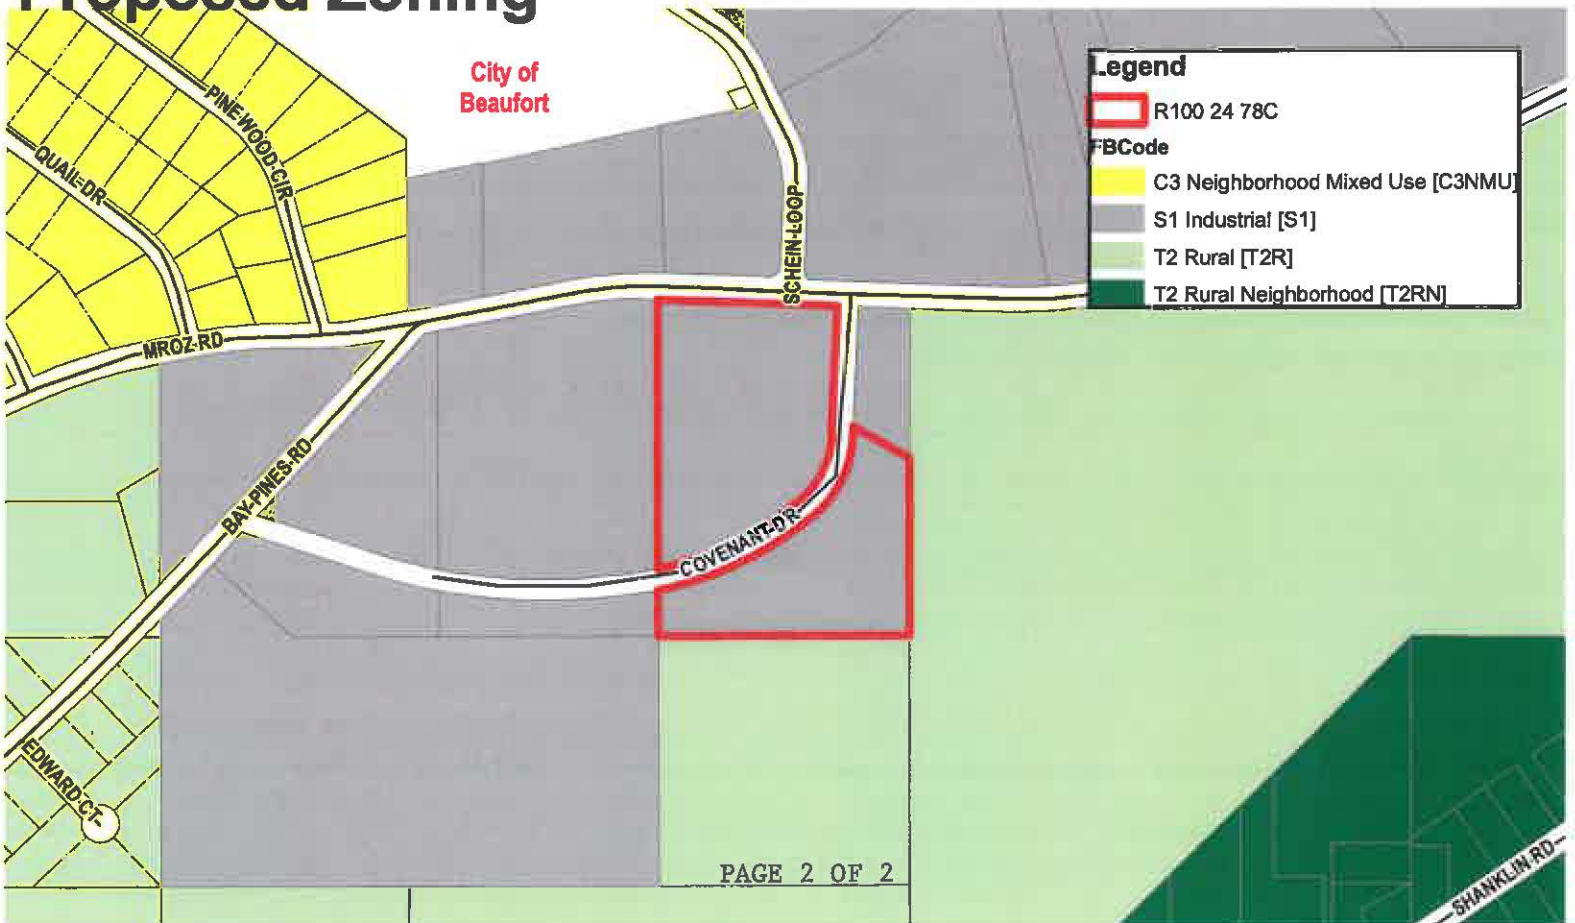 Proposed Zoning
City of
Beaufort
Legend
R100 24 78C
FBCode
C3 Neighborhood Mixed Use [C3NMU]
S1 Industrial [S1]
T2 Rural [T2R]
T2 Rural Neighborhood [T2RN]
PINEWOOD-CIR
QUAIL-DR
SCHEIN-LOOP
MROZ-RD
BAY-PINES-RD
COVENANT-DR
EDWARD-CT
SHANKLIN RD
PAGE 2 OF 2